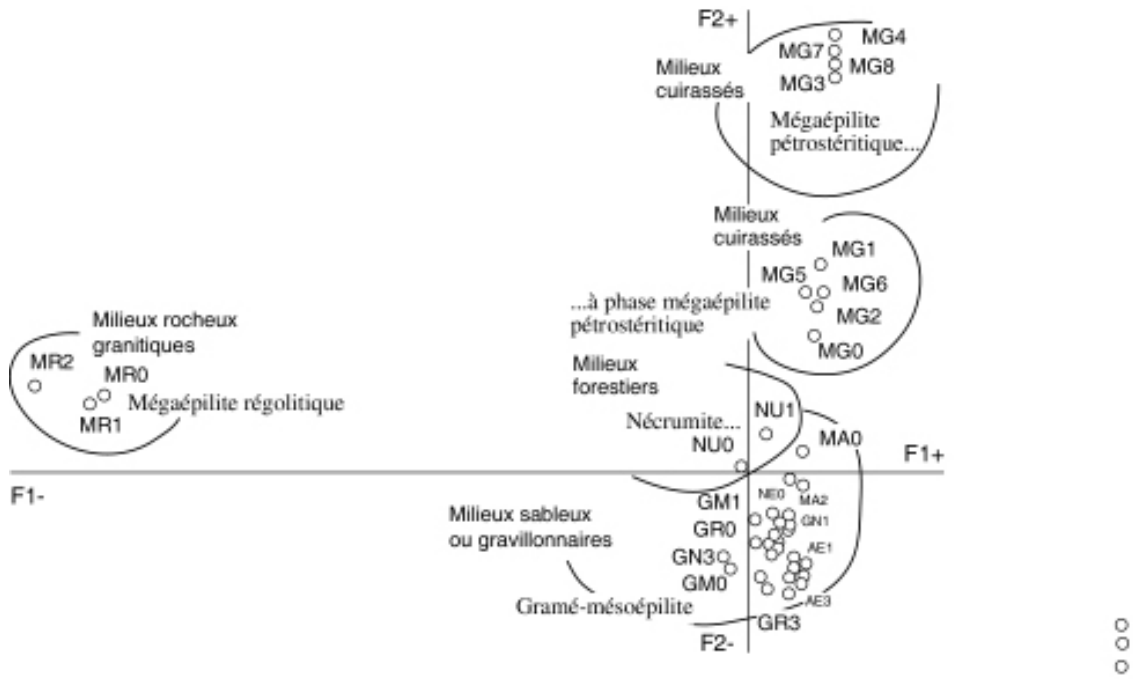 F2+
MG4
MG7
MG8
MG3
Milieux
cuirassés
Mégaépilite
pétrostéritique...
Milieux
cuirassés
MG1
MG5
MG6
MG2
MG0
...à phase mégaépilite
pétrostéritique
Milieux rocheux
granitiques
MR2
MR0
MR1
Mégaépilite régolitique
Milieux
forestiers
Nécrumite...
NU1
NU0
MA0
F1+
F1-
GM1
NE0
MA2
GN1
GR0
Milieux sableux
ou gravillonnaires
GN3
AE1
GM0
Gramé-mésoépilite
AE3
GR3
F2-